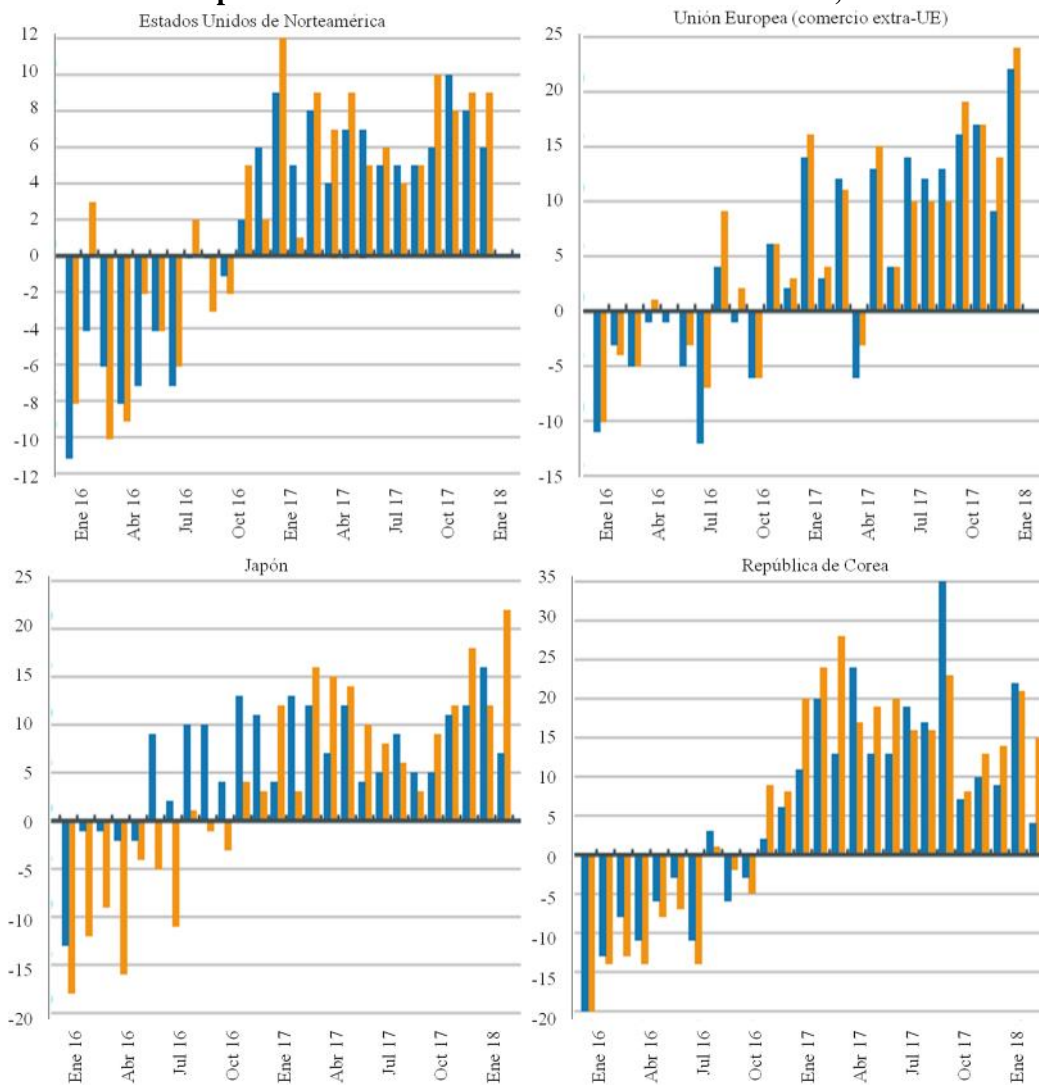 Estados Unidos de Norteamérica
12
10
8
6
4
2
0
-2
-4
-6
-8
-10
-12
Ene 16
Abr 16
Jul 16
Oct 16
Ene 17
Abr 17
Jul 17
Oct 17
Ene 18
Unión Europea (comercio extra-UE)
25
20
15
10
5
0
-5
-10
-15
Ene 16
Abr 16
Jul 16
Oct 16
Ene 17
Abr 17
Jul 17
Oct 17
Ene 18
Japón
25
20
15
10
5
0
-5
-10
-15
-20
Ene 16
Abr 16
Jul 16
Oct 16
Ene 17
Abr 17
Jul 17
Oct 17
Ene 18
República de Corea
35
30
25
20
15
10
5
0
-5
-10
-15
-20
Ene 16
Abr 16
Jul 16
Oct 16
Ene 17
Abr 17
Jul 17
Oct 17
Ene 18